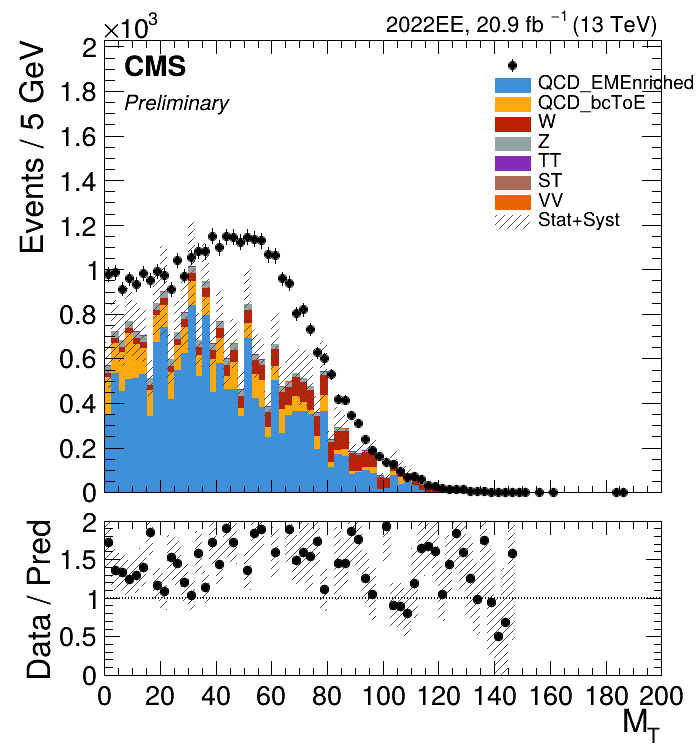 ×10³
2022EE, 20.9 fb ⁻¹ (13 TeV)
CMS
Preliminary
QCD_EMEnriched
QCD_bcToE
W
Z
TT
ST
VV
Stat+Syst
Events / 5 GeV
2
1.8
1.6
1.4
1.2
1
0.8
0.6
0.4
0.2
0
Data / Pred
2
1.5
1
0.5
0
0 20 40 60 80 100 120 140 160 180 200
M_T